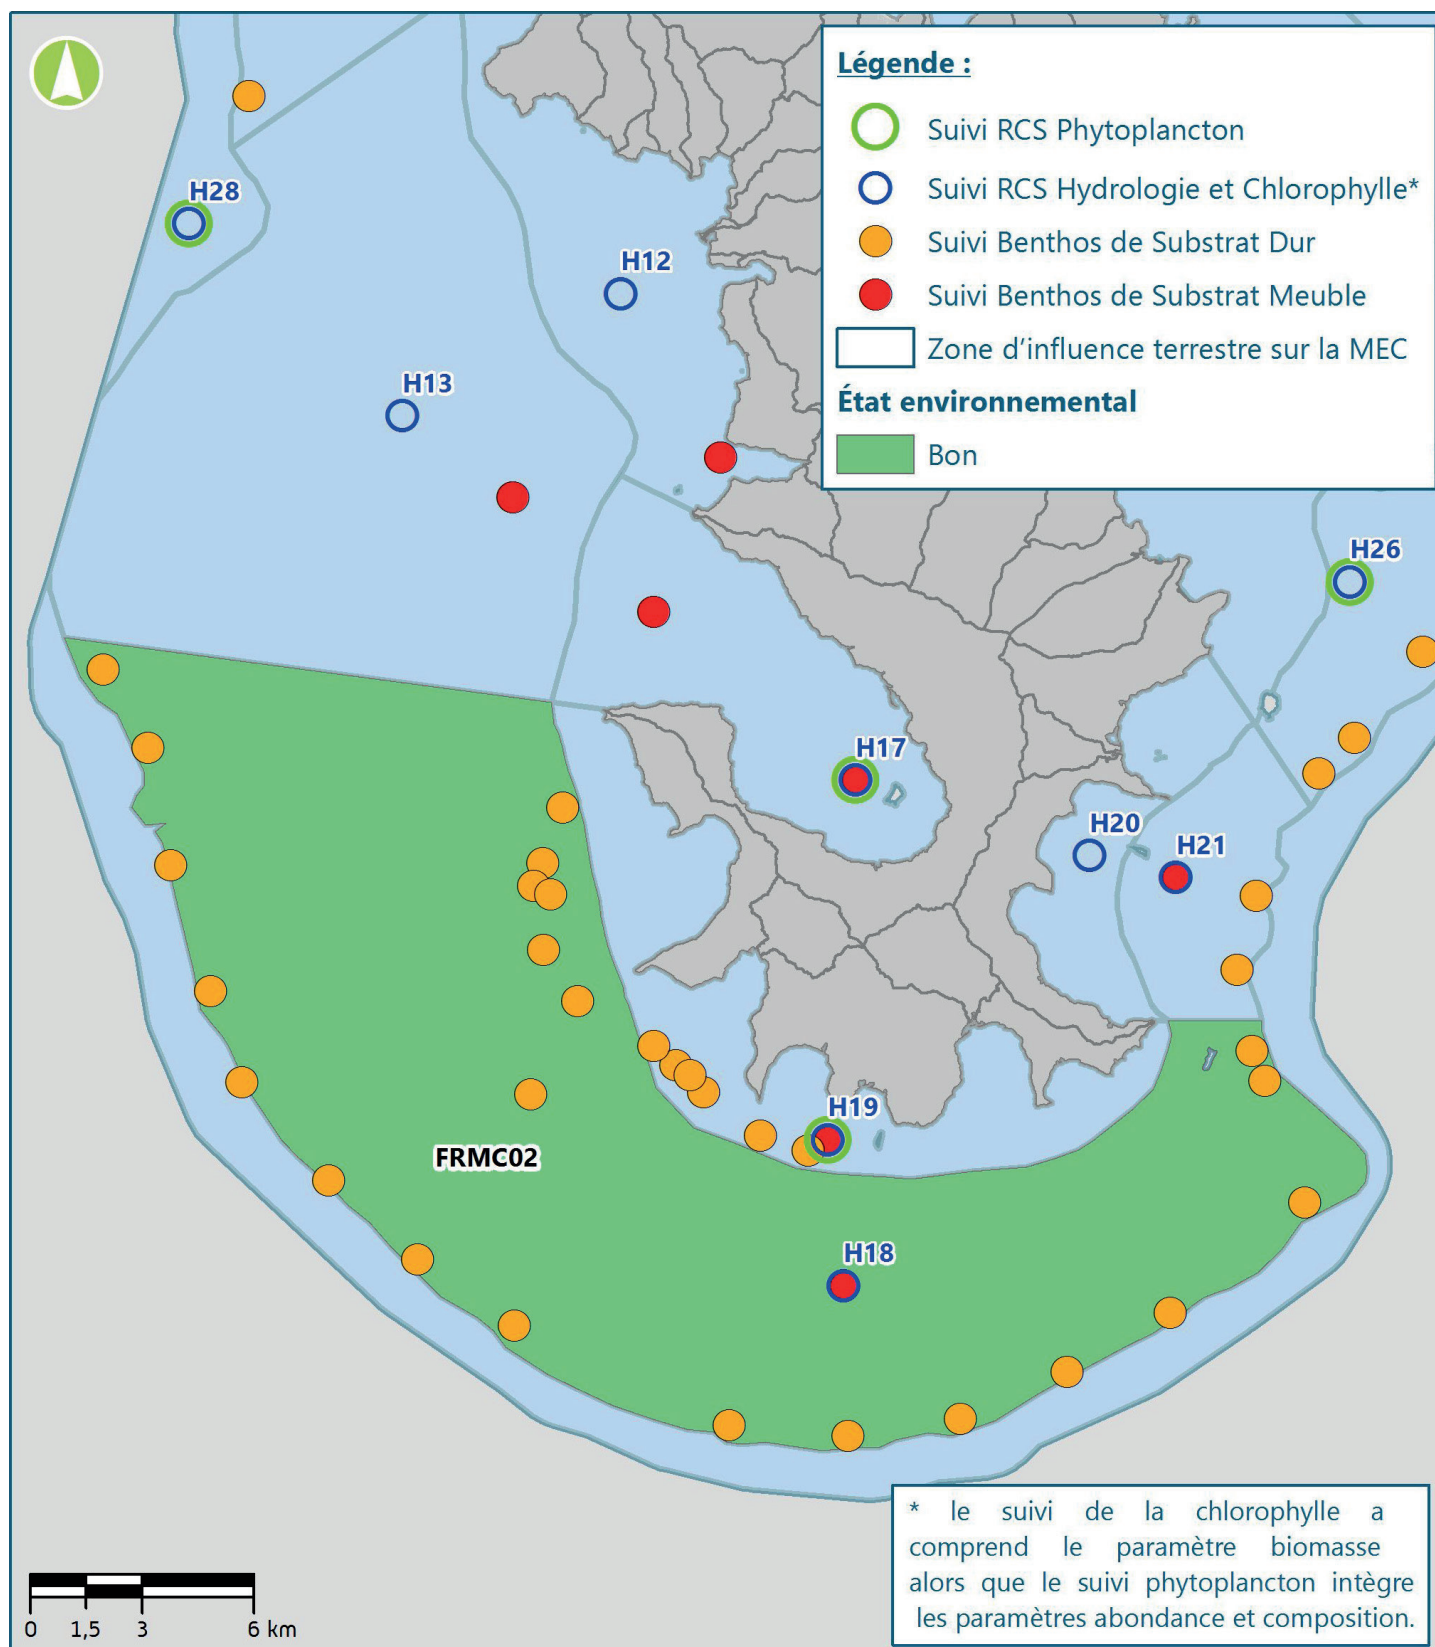 Légende :
Suivi RCS Phytoplancton
Suivi RCS Hydrologie et Chlorophylle*
Suivi Benthos de Substrat Dur
Suivi Benthos de Substrat Meuble
Zone d'influence terrestre sur la MEC
État environnemental
Bon
H28
H12
H13
H26
H17
H20
H21
H19
FRMC02
H18
* le suivi de la chlorophylle a
comprend le paramètre biomasse
alors que le suivi phytoplancton intègre
les paramètres abondance et composition.
0 1,5 3 6 km